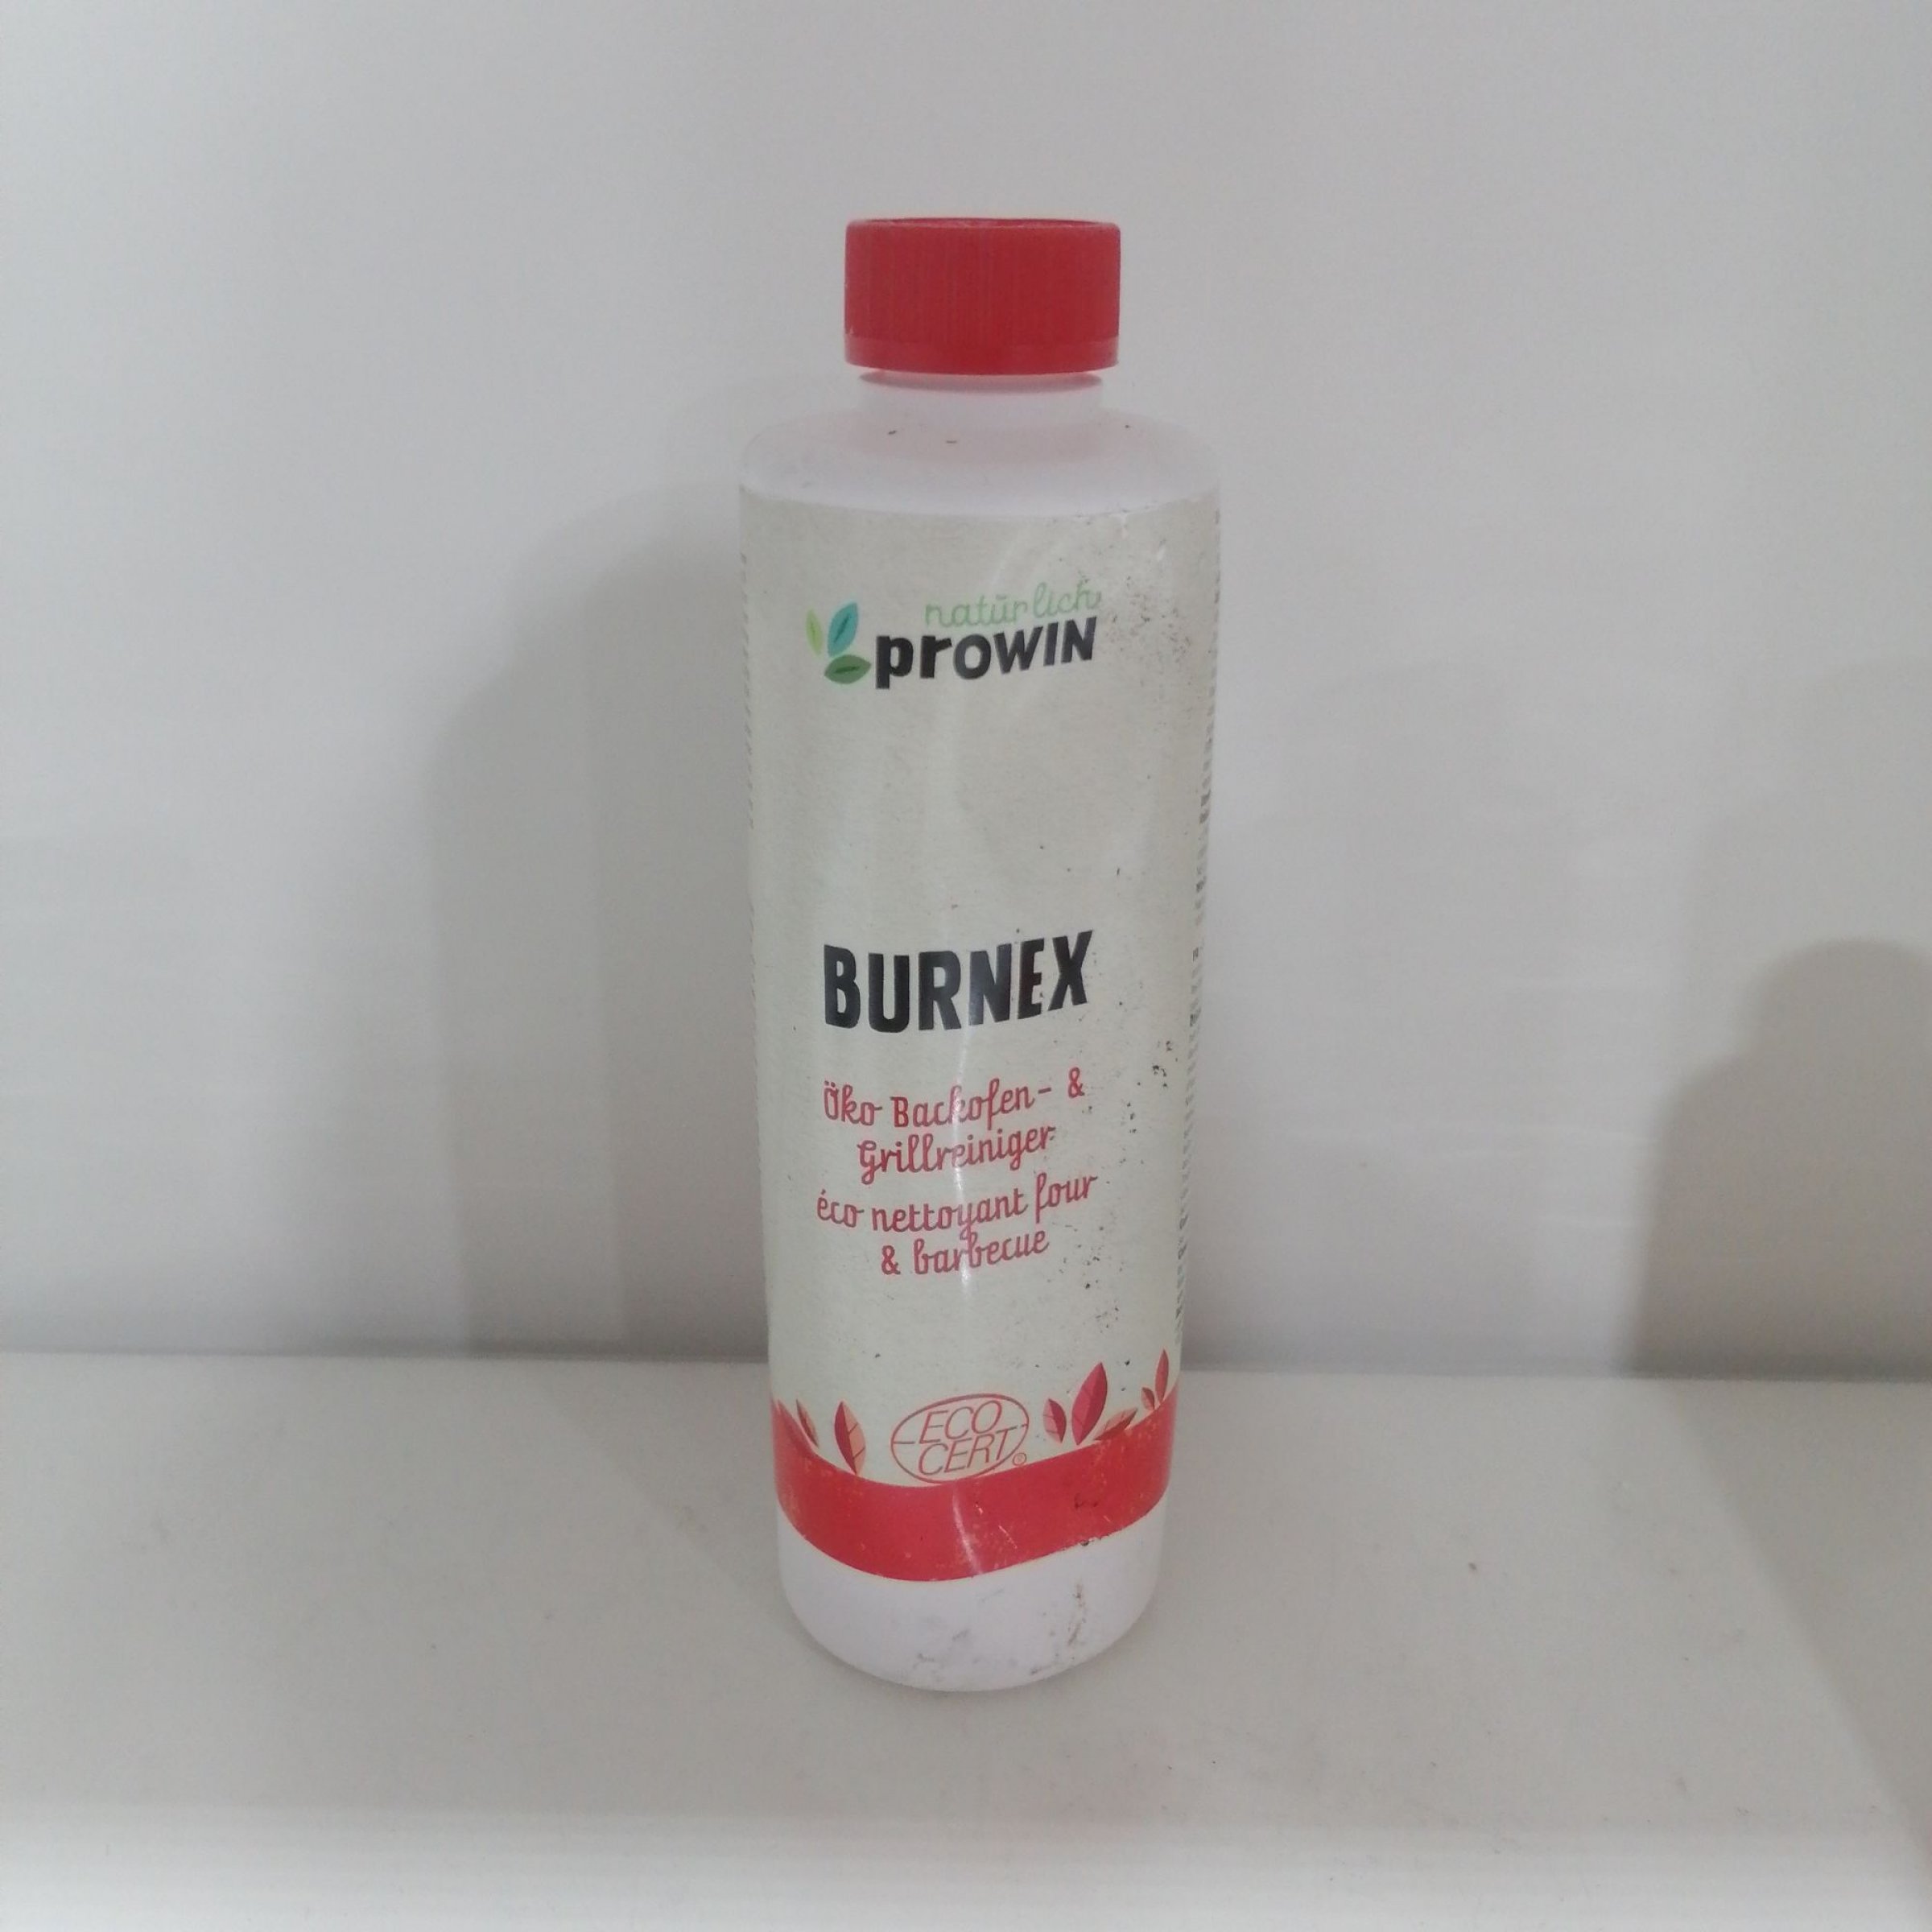 natürlich
proWIN
BURNEX
Öko Backofen- &
Grillreiniger
éco nettoyant four
& barbecue
ECO
CERT
®